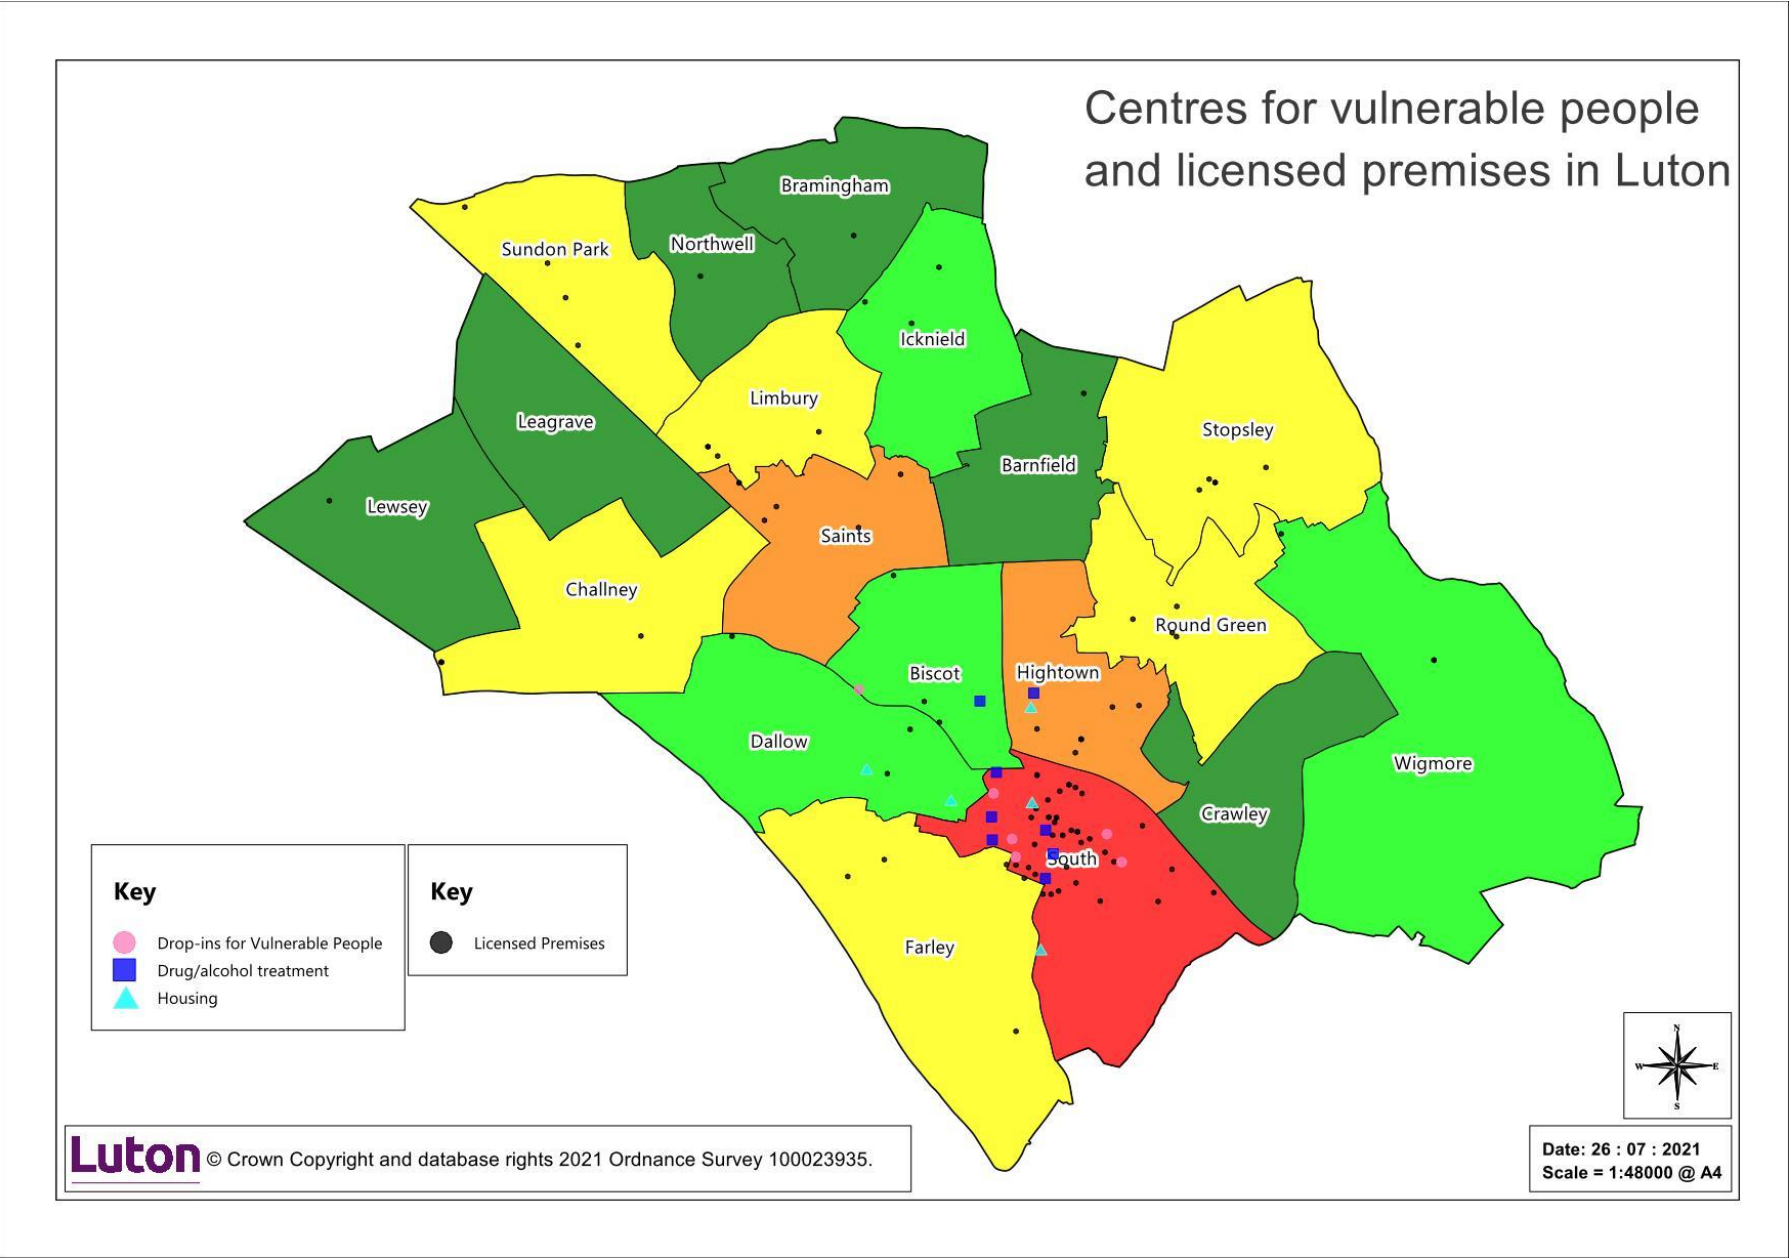 Centres for vulnerable people
and licensed premises in Luton
Bramingham
Northwell
Sundon Park
Icknield
Limbury
Leagrave
Stopsley
Barnfield
Lewsey
Saints
Challney
Round Green
Biscot
Hightown
Dallow
Wigmore
Crawley
South
Farley
Key
Drop-ins for Vulnerable People
Drug/alcohol treatment
Housing
Key
Licensed Premises
N
W E
S
Luton © Crown Copyright and database rights 2021 Ordnance Survey 100023935.
Date: 26 : 07 : 2021
Scale = 1:48000 @ A4